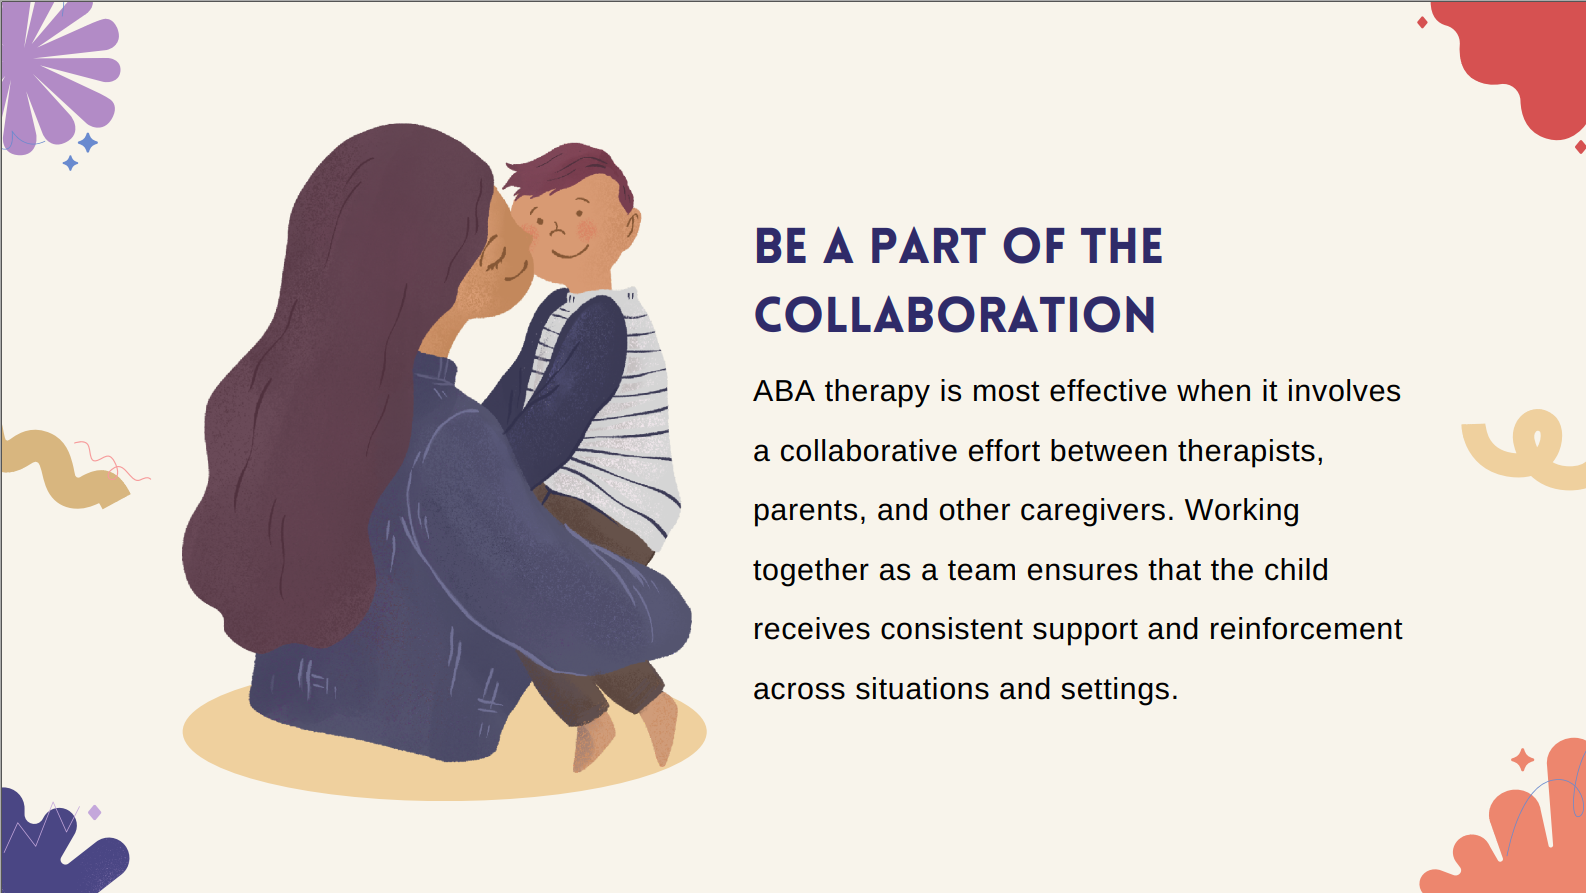 BE A PART OF THE
COLLABORATION
ABA therapy is most effective when it involves
a collaborative effort between therapists,
parents, and other caregivers. Working
together as a team ensures that the child
receives consistent support and reinforcement
across situations and settings.